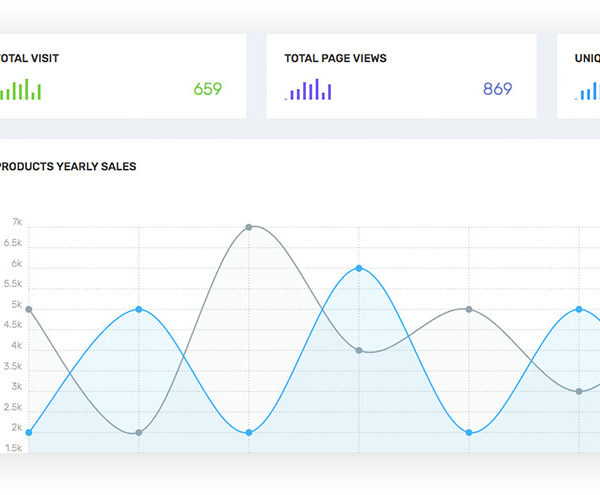 OTAL VISIT
659
TOTAL PAGE VIEWS
869
UNIQ
PRODUCTS YEARLY SALES
7k
6.5k
6k
5.5k
5k
4.5k
4k
3.5k
3k
2.5k
2k
1.5k